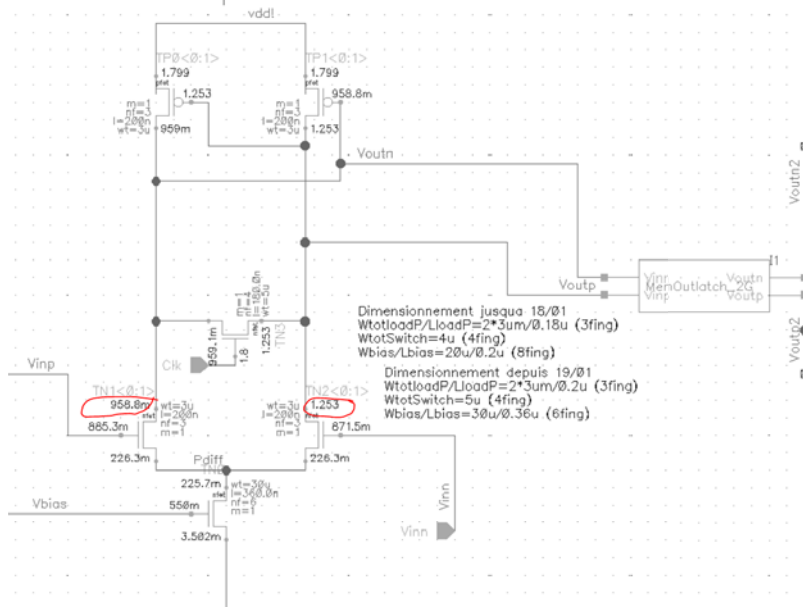 vdd!
TP0<0:1>
TP1<0:1>
1.799
1.799
pfet
pfet
1.253
958.8m
m=1
nf=3
l=200n
wt=3u
m=1
nf=3
l=200n
wt=3u
959m
1.253
Voutn
Voutn2
I1
Vinn Voutn
MenOutlatch_2G
Vinp Voutp
Voutp
Voutp2
m=1
nf=4
l=180.0n
wt=5u
959.1m
1.8
1.253
TN3
Clk
Dimensionnement jusqua 18/01
WtotloadP/LloadP=2*3um/0.18u (3fing)
WtotSwitch=4u (4fing)
Wbias/Lbias=20u/0.2u (8fing)
Dimensionnement depuis 19/01
WtotloadP/LloadP=2*3um/0.2u (3fing)
WtotSwitch=5u (4fing)
Wbias/Lbias=30u/0.36u (6fing)
Vinp
TN1<0:1>
TN2<0:1>
958.8m
wt=3u
l=200n
nf=3
m=1
1.253
wt=3u
l=200n
nf=3
m=1
nfet
nfet
885.3m
871.5m
226.3m
226.3m
Pdiff
225.7m
wt=30u
l=360.0n
nf=6
m=1
nfet
Vbias
550m
3.502m
Vinn
Vinn